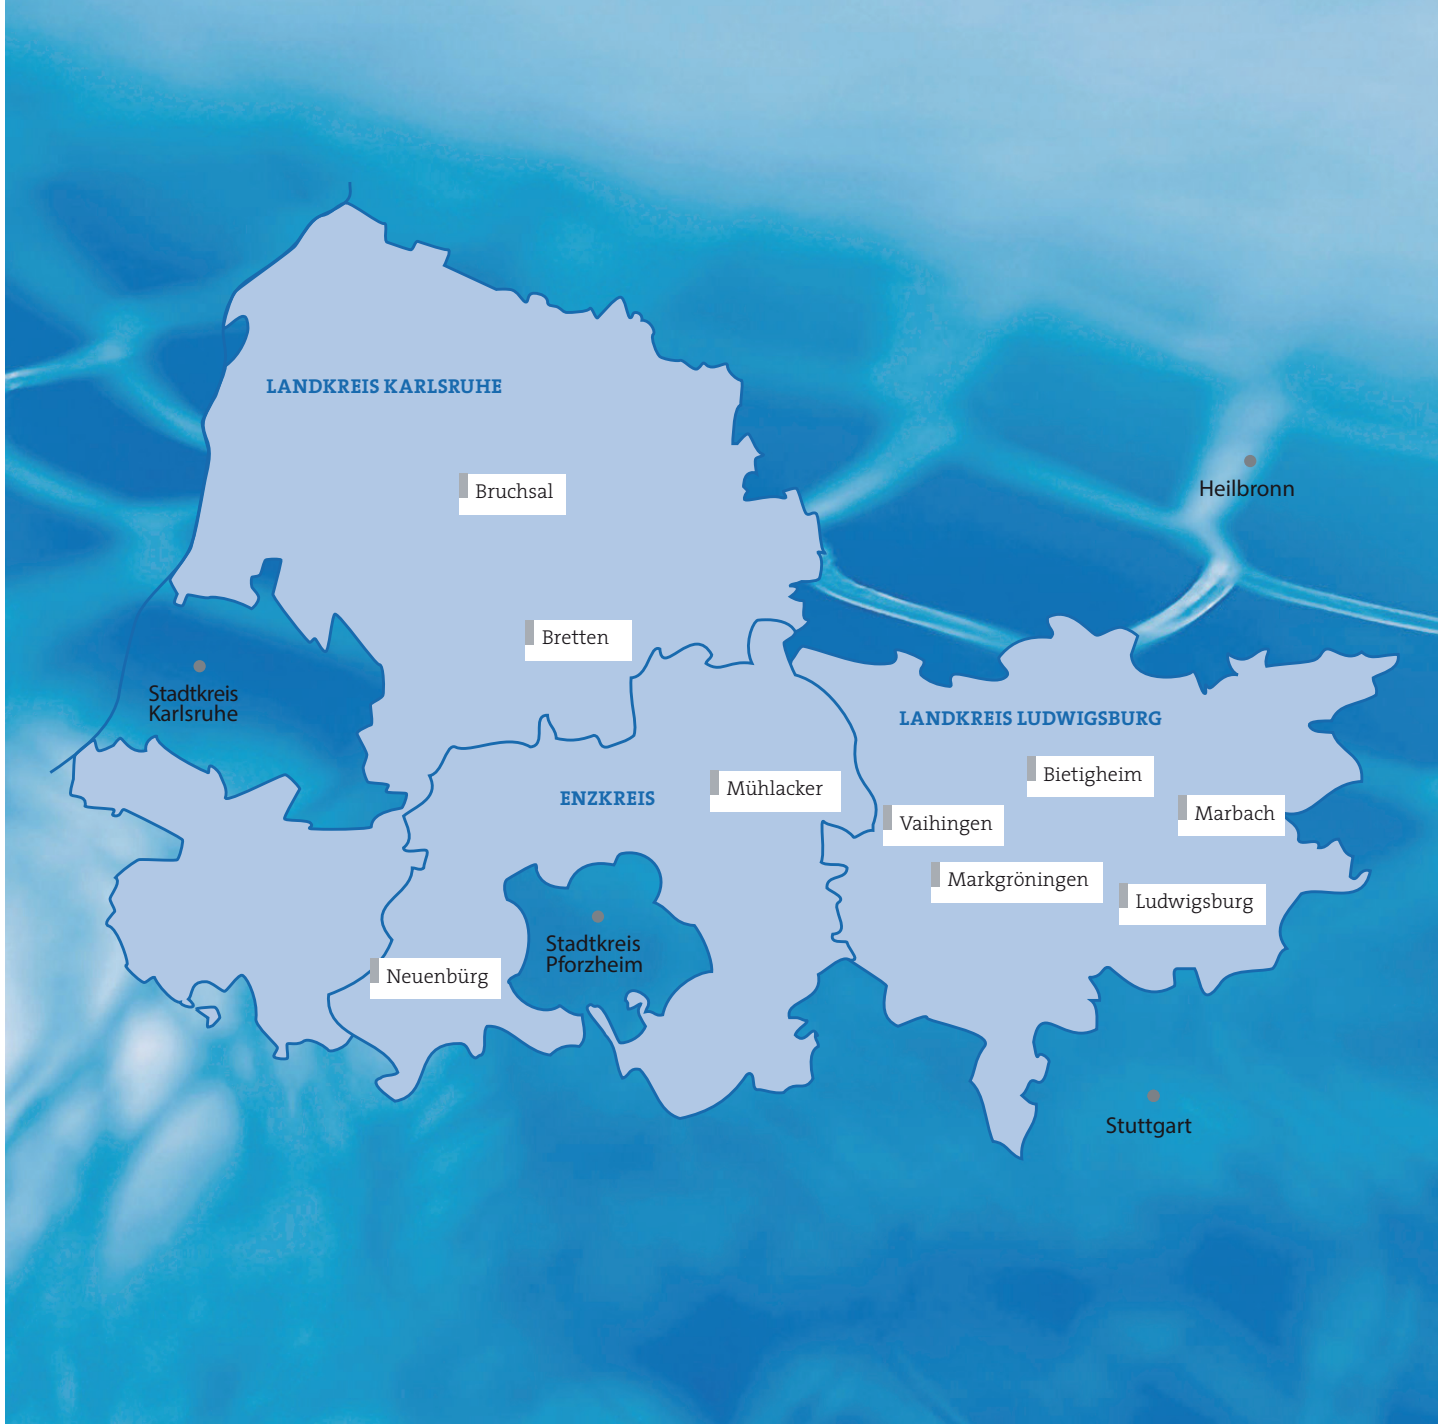 LANDKREIS KARLSRUHE
Bruchsal
Heilbronn
Bretten
Stadtkreis
Karlsruhe
LANDKREIS LUDWIGSBURG
Bietigheim
Mühlacker
ENZKREIS
Marbach
Vaihingen
Markgröningen
Ludwigsburg
Stadtkreis
Pforzheim
Neuenbürg
Stuttgart